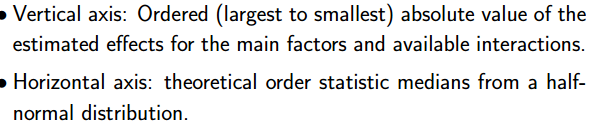 • Vertical axis: Ordered (largest to smallest) absolute value of the
estimated effects for the main factors and available interactions.
• Horizontal axis: theoretical order statistic medians from a half-
normal distribution.